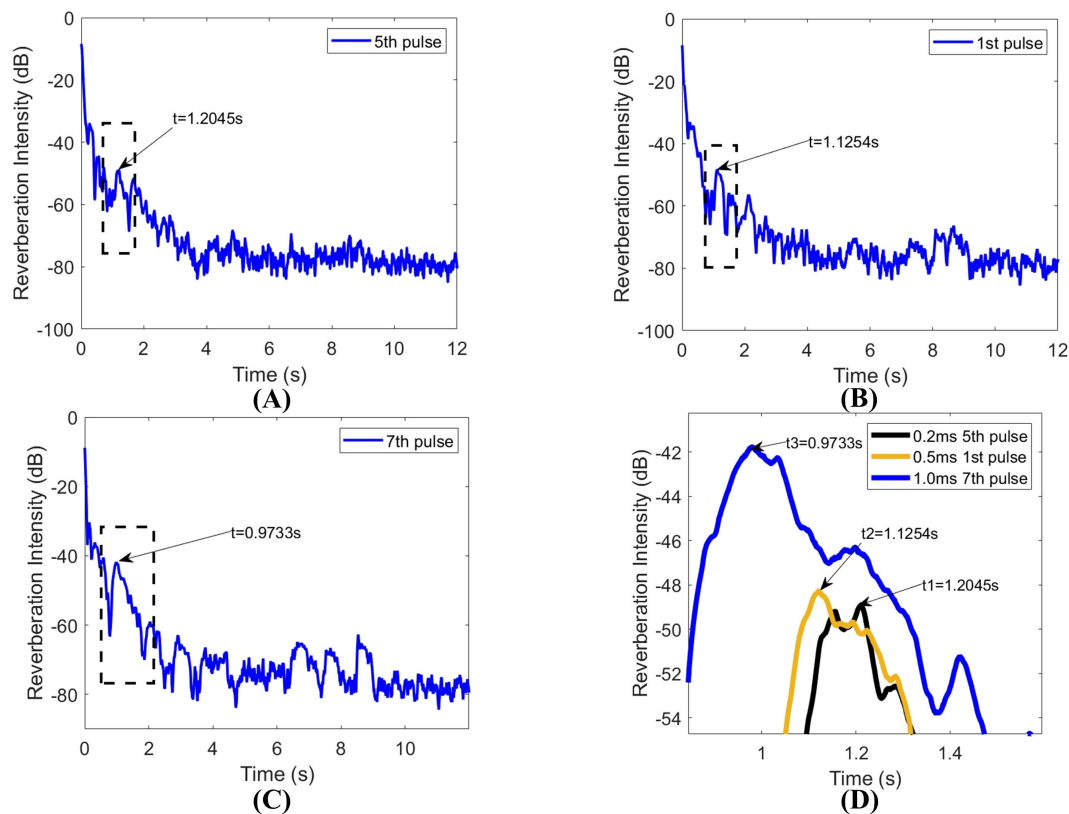 0
-20
-40
-60
-80
-100
Reverberation Intensity (dB)
5th pulse
t=1.2045s
0 2 4 6 8 10 12
Time (s)
(A)
0
-20
-40
-60
-80
-100
Reverberation Intensity (dB)
1st pulse
t=1.1254s
0 2 4 6 8 10 12
Time (s)
(B)
0
-20
-40
-60
-80
Reverberation Intensity (dB)
7th pulse
t=0.9733s
0 2 4 6 8 10
Time (s)
(C)
-42
-44
-46
-48
-50
-52
-54
Reverberation Intensity (dB)
0.2ms 5th pulse
0.5ms 1st pulse
1.0ms 7th pulse
t3=0.9733s
t2=1.1254s
t1=1.2045s
1 1.2 1.4
Time (s)
(D)